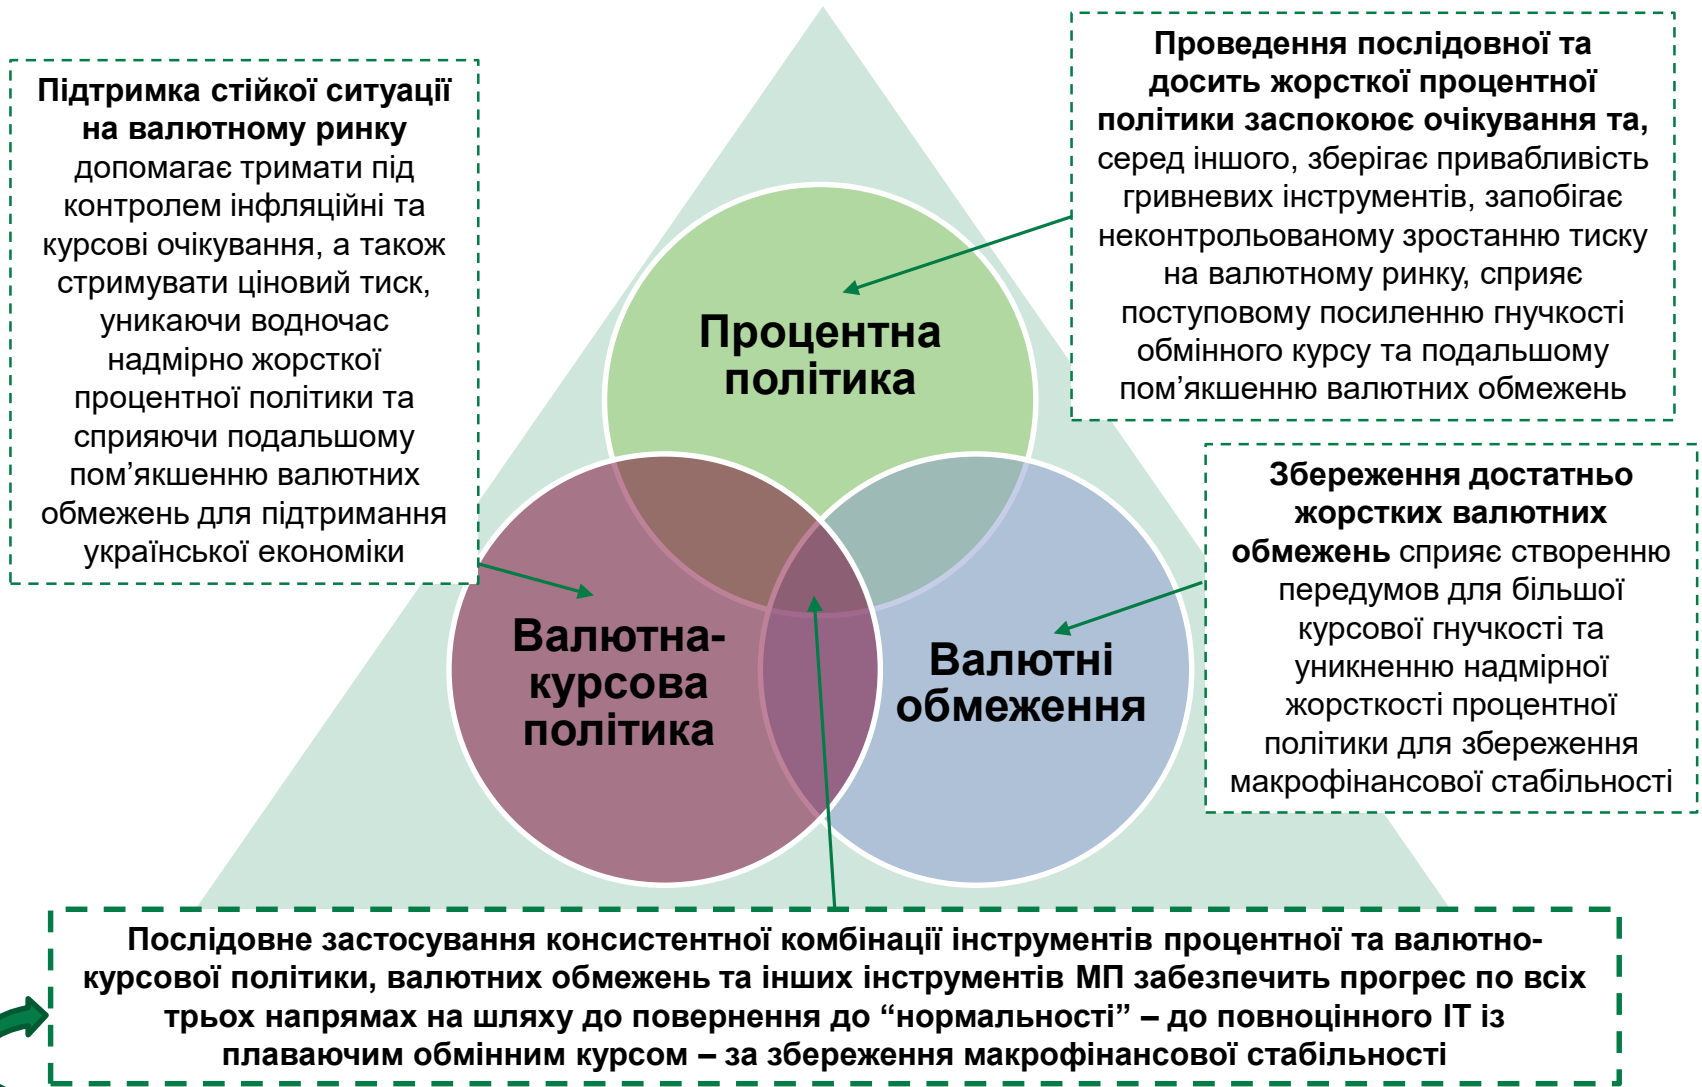 Підтримка стійкої ситуації
на валютному ринку
допомагає тримати під
контролем інфляційні та
курсові очікування, а також
стримувати ціновий тиск,
уникаючи водночас
надмірно жорсткої
процентної політики та
сприяючи подальшому
пом’якшенню валютних
обмежень для підтримання
української економіки
Проведення послідовної та
досить жорсткої процентної
політики заспокоює очікування та,
серед іншого, зберігає привабливість
гривневих інструментів, запобігає
неконтрольованому зростанню тиску
на валютному ринку, сприяє
поступовому посиленню гнучкості
обмінного курсу та подальшому
пом’якшенню валютних обмежень
Процентна
політика
Збереження достатньо
жорстких валютних
обмежень сприяє створенню
передумов для більшої
курсової гнучкості та
уникненню надмірної
жорсткості процентної
політики для збереження
макрофінансової стабільності
Валютна-
курсова
політика
Валютні
обмеження
Послідовне застосування консистентної комбінації інструментів процентної та валютно-
курсової політики, валютних обмежень та інших інструментів МП забезпечить прогрес по всіх
трьох напрямах на шляху до повернення до “нормальності” – до повноцінного ІТ із
плаваючим обмінним курсом – за збереження макрофінансової стабільності